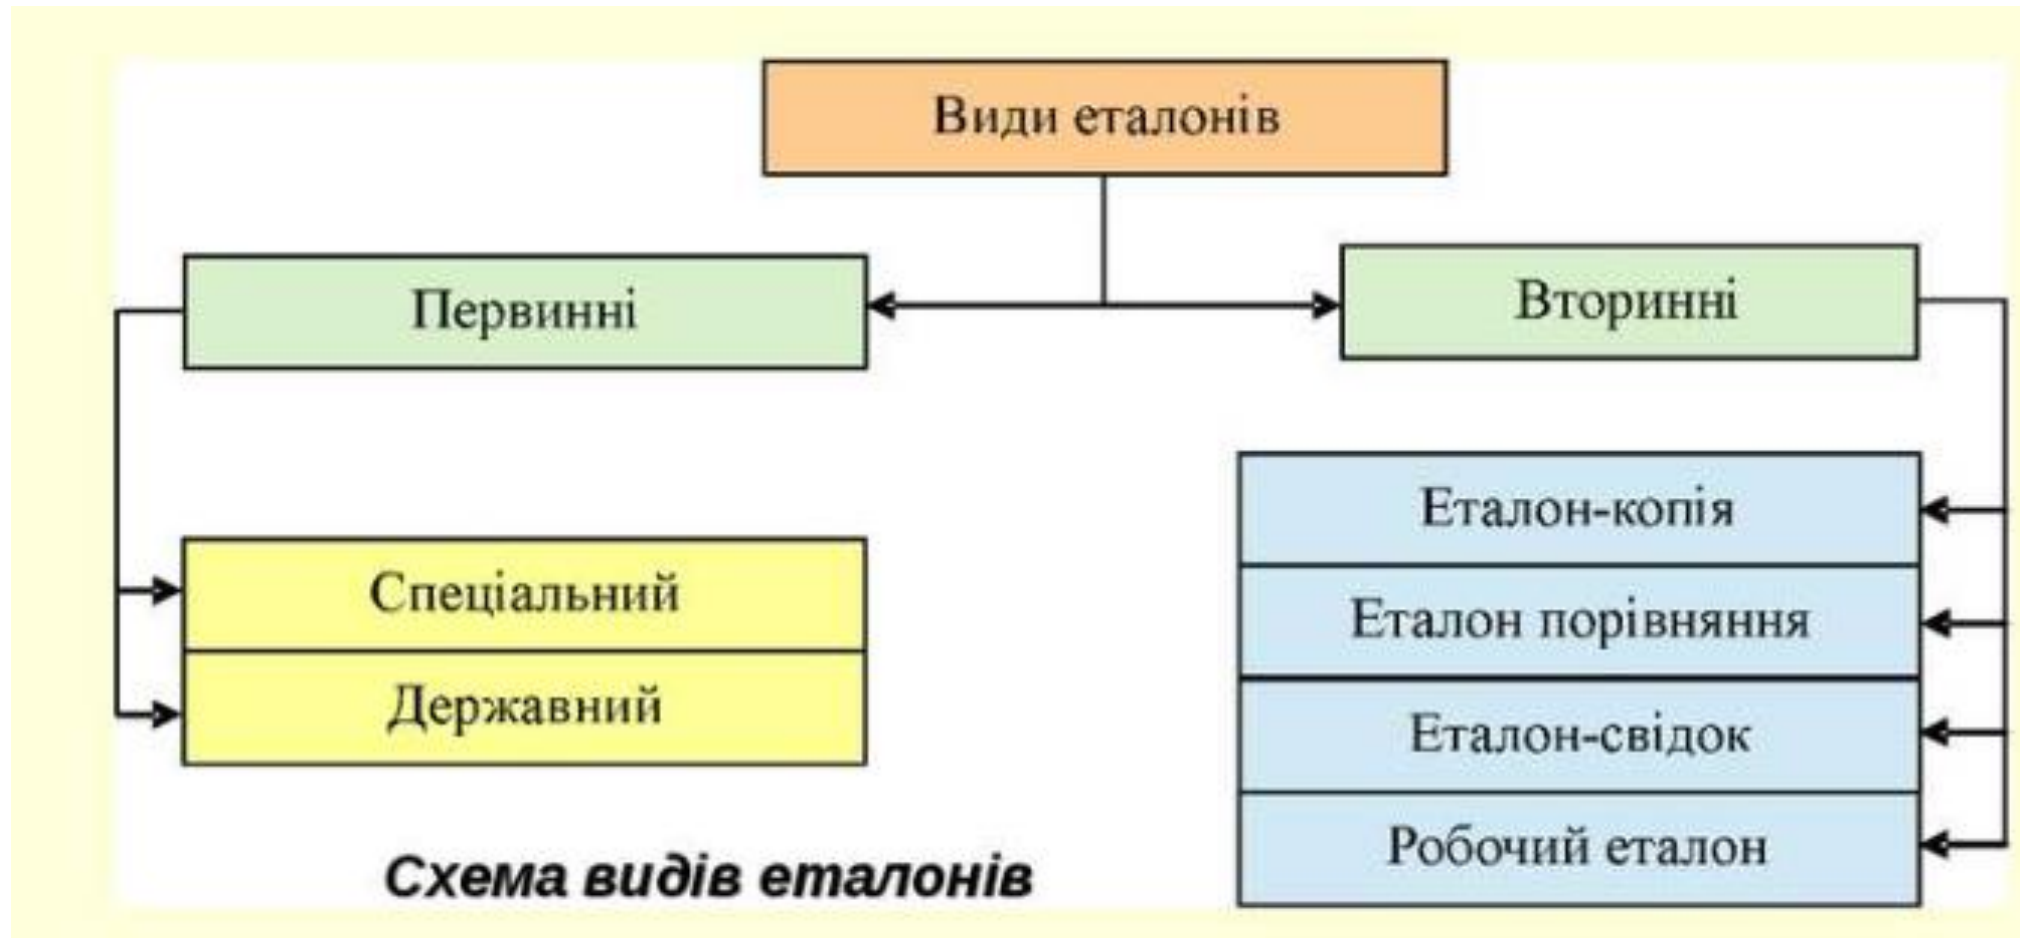 Види еталонів
Первинні
Вторинні
Спеціальний
Державний
Еталон-копія
Еталон порівняння
Еталон-свідок
Робочий еталон
Схема видів еталонів